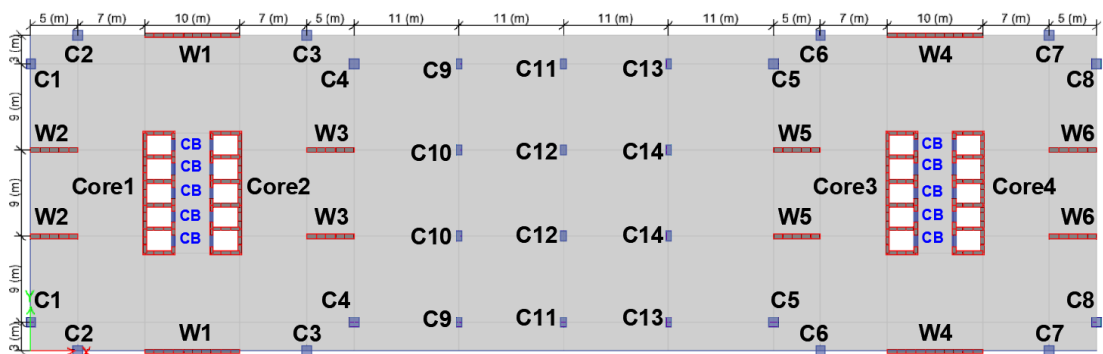 5 (m) 7 (m) 10 (m) 7 (m) 5 (m) 11 (m) 11 (m) 11 (m) 11 (m) 5 (m) 7 (m) 10 (m) 7 (m) 5 (m)
3 (m)
C2 W1 C3 C6 W4 C7
C1 C4 C9 C11 C13 C5 C8
9 (m)
W2 CB W3 W5 CB W6
C10 C12 C14
CB CB
9 (m)
Core1 CB Core2 Core3 CB Core4
W2 CB W3 W5 CB W6
C10 C12 C14
CB CB
9 (m)
C1 C4 C9 C11 C13 C5 C8
3 (m)
C2 W1 C3 C6 W4 C7
X